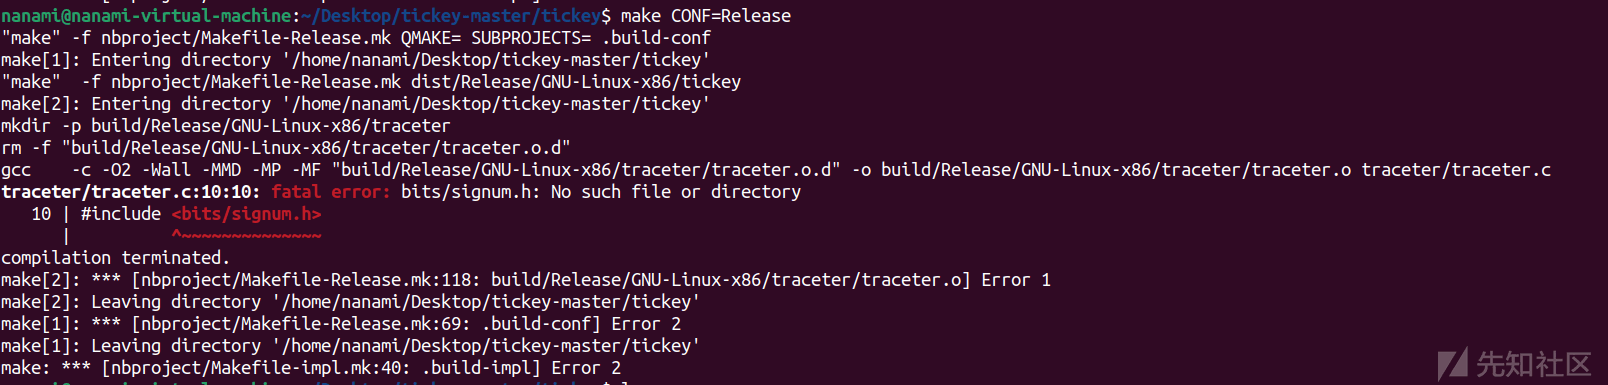 nanami@nanami-virtual-machine:~/Desktop/tickey-master/tickey$ make CONF=Release
"make" -f nbproject/Makefile-Release.mk QMAKE= SUBPROJECTS= .build-conf
make[1]: Entering directory '/home/nanami/Desktop/tickey-master/tickey'
"make"  -f nbproject/Makefile-Release.mk dist/Release/GNU-Linux-x86/tickey
make[2]: Entering directory '/home/nanami/Desktop/tickey-master/tickey'
mkdir -p build/Release/GNU-Linux-x86/traceter
rm -f "build/Release/GNU-Linux-x86/traceter/traceter.o.d"
gcc    -c -O2 -Wall -MMD -MP -MF "build/Release/GNU-Linux-x86/traceter/traceter.o.d" -o build/Release/GNU-Linux-x86/traceter/traceter.o traceter/traceter.c
traceter/traceter.c:10:10: fatal error: bits/signum.h: No such file or directory
   10 | #include <bits/signum.h>
      |          ^~~~~~~~~~~~~~~
compilation terminated.
make[2]: *** [nbproject/Makefile-Release.mk:118: build/Release/GNU-Linux-x86/traceter/traceter.o] Error 1
make[2]: Leaving directory '/home/nanami/Desktop/tickey-master/tickey'
make[1]: *** [nbproject/Makefile-Release.mk:69: .build-conf] Error 2
make[1]: Leaving directory '/home/nanami/Desktop/tickey-master/tickey'
make: *** [nbproject/Makefile-impl.mk:40: .build-impl] Error 2
先知社区